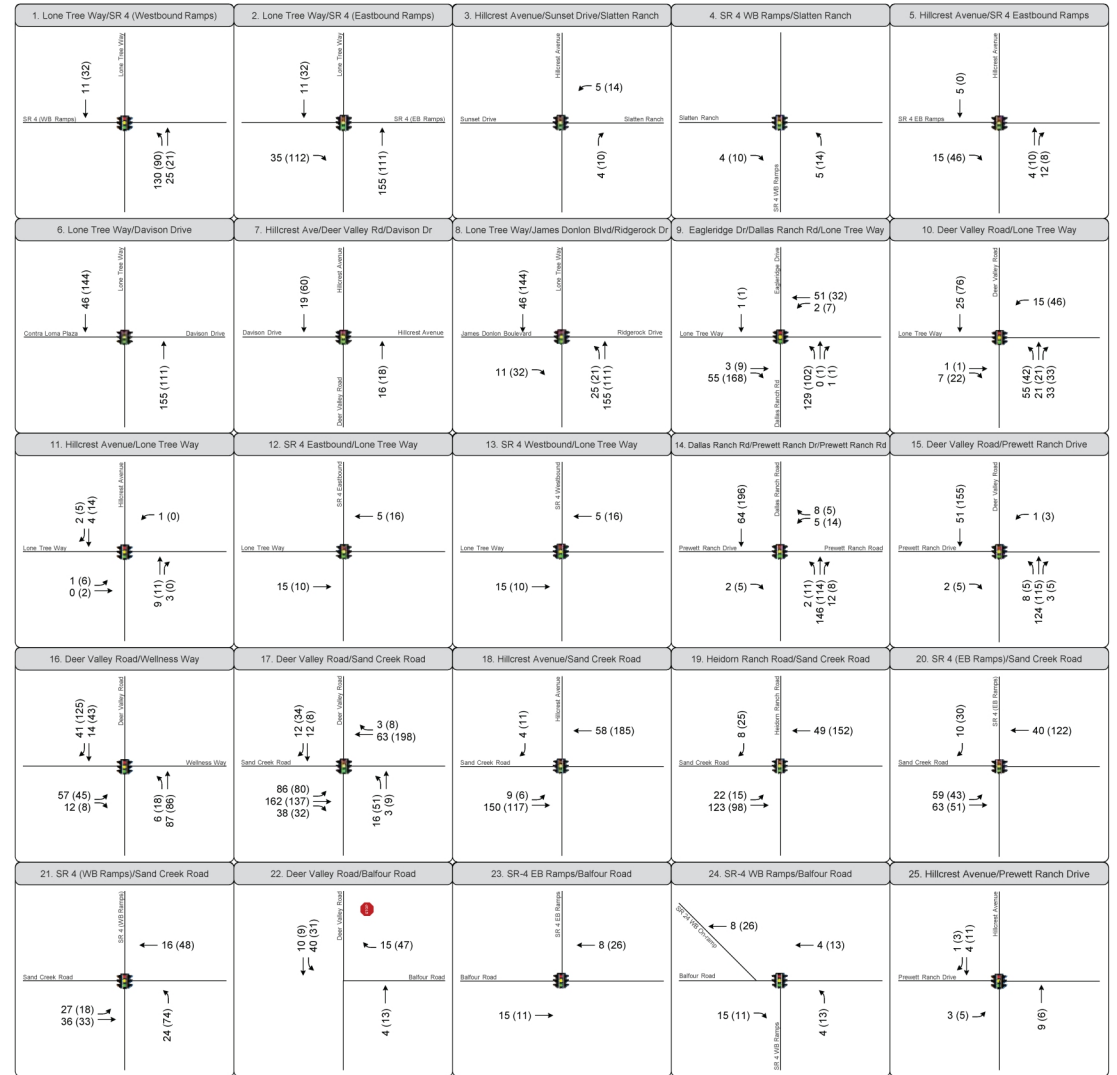 1. Lone Tree Way/SR 4 (Westbound Ramps)
Lone Tree Way
11 (32)
SR 4 (WB Ramps)
130 (90)
25 (21)
2. Lone Tree Way/SR 4 (Eastbound Ramps)
Lone Tree Way
11 (32)
SR 4 (EB Ramps)
35 (112)
155 (111)
3. Hillcrest Avenue/Sunset Drive/Slatten Ranch
Hillcrest Avenue
5 (14)
Sunset Drive
Slatten Ranch
4 (10)
4. SR 4 WB Ramps/Slatten Ranch
Slatten Ranch
4 (10)
5 (14)
SR 4 WB Ramps
5. Hillcrest Avenue/SR 4 Eastbound Ramps
Hillcrest Avenue
5 (0)
SR 4 EB Ramps
15 (46)
4 (10)
12 (8)
6. Lone Tree Way/Davison Drive
Lone Tree Way
46 (144)
Contra Loma Plaza
Davison Drive
155 (111)
7. Hillcrest Ave/Deer Valley Rd/Davison Dr
Hillcrest Avenue
19 (60)
Davison Drive
Hillcrest Avenue
16 (18)
Deer Valley Road
8. Lone Tree Way/James Donlon Blvd/Ridgerock Dr
Lone Tree Way
46 (144)
James Donlon Boulevard
Ridgerock Drive
11 (32)
25 (21)
155 (111)
9. Eagleridge Dr/Dallas Ranch Rd/Lone Tree Way
Eagleridge Drive
1 (1)
51 (32)
2 (7)
Lone Tree Way
3 (9)
55 (168)
129 (102)
0 (1)
1 (1)
Dallas Ranch Rd
10. Deer Valley Road/Lone Tree Way
Deer Valley Road
25 (76)
15 (46)
Lone Tree Way
1 (1)
7 (22)
55 (42)
21 (21)
33 (33)
11. Hillcrest Avenue/Lone Tree Way
Hillcrest Avenue
2 (5)
4 (14)
1 (0)
Lone Tree Way
1 (6)
0 (2)
9 (11)
3 (0)
12. SR 4 Eastbound/Lone Tree Way
SR 4 Eastbound
5 (16)
Lone Tree Way
15 (10)
13. SR 4 Westbound/Lone Tree Way
SR 4 Westbound
5 (16)
Lone Tree Way
15 (10)
14. Dallas Ranch Rd/Prewett Ranch Dr/Prewett Ranch Rd
Dallas Ranch Road
64 (196)
8 (5)
5 (14)
Prewett Ranch Drive
Prewett Ranch Road
2 (5)
2 (11)
146 (114)
12 (8)
15. Deer Valley Road/Prewett Ranch Drive
Deer Valley Road
51 (155)
1 (3)
Prewett Ranch Drive
2 (5)
8 (5)
124 (115)
3 (5)
16. Deer Valley Road/Wellness Way
Deer Valley Road
41 (125)
14 (43)
Wellness Way
57 (45)
12 (8)
6 (18)
87 (86)
17. Deer Valley Road/Sand Creek Road
Deer Valley Road
12 (34)
12 (8)
3 (8)
63 (198)
Sand Creek Road
86 (80)
162 (137)
38 (32)
16 (51)
3 (9)
18. Hillcrest Avenue/Sand Creek Road
Hillcrest Avenue
4 (11)
58 (185)
Sand Creek Road
9 (6)
150 (117)
19. Heidorn Ranch Road/Sand Creek Road
Heidorn Ranch Road
8 (25)
49 (152)
Sand Creek Road
22 (15)
123 (98)
20. SR 4 (EB Ramps)/Sand Creek Road
SR 4 (EB Ramps)
10 (30)
40 (122)
Sand Creek Road
59 (43)
63 (51)
21. SR 4 (WB Ramps)/Sand Creek Road
SR 4 (WB Ramps)
16 (48)
Sand Creek Road
27 (18)
36 (33)
24 (74)
22. Deer Valley Road/Balfour Road
Deer Valley Road
STOP
10 (9)
40 (31)
15 (47)
Balfour Road
4 (13)
23. SR-4 EB Ramps/Balfour Road
SR 4 EB Ramps
8 (26)
Balfour Road
15 (11)
24. SR-4 WB Ramps/Balfour Road
SR 24 WB On-ramp
8 (26)
4 (13)
Balfour Road
15 (11)
4 (13)
SR 4 WB Ramps
25. Hillcrest Avenue/Prewett Ranch Drive
Hillcrest Avenue
1 (3)
4 (11)
Prewett Ranch Drive
3 (5)
9 (6)